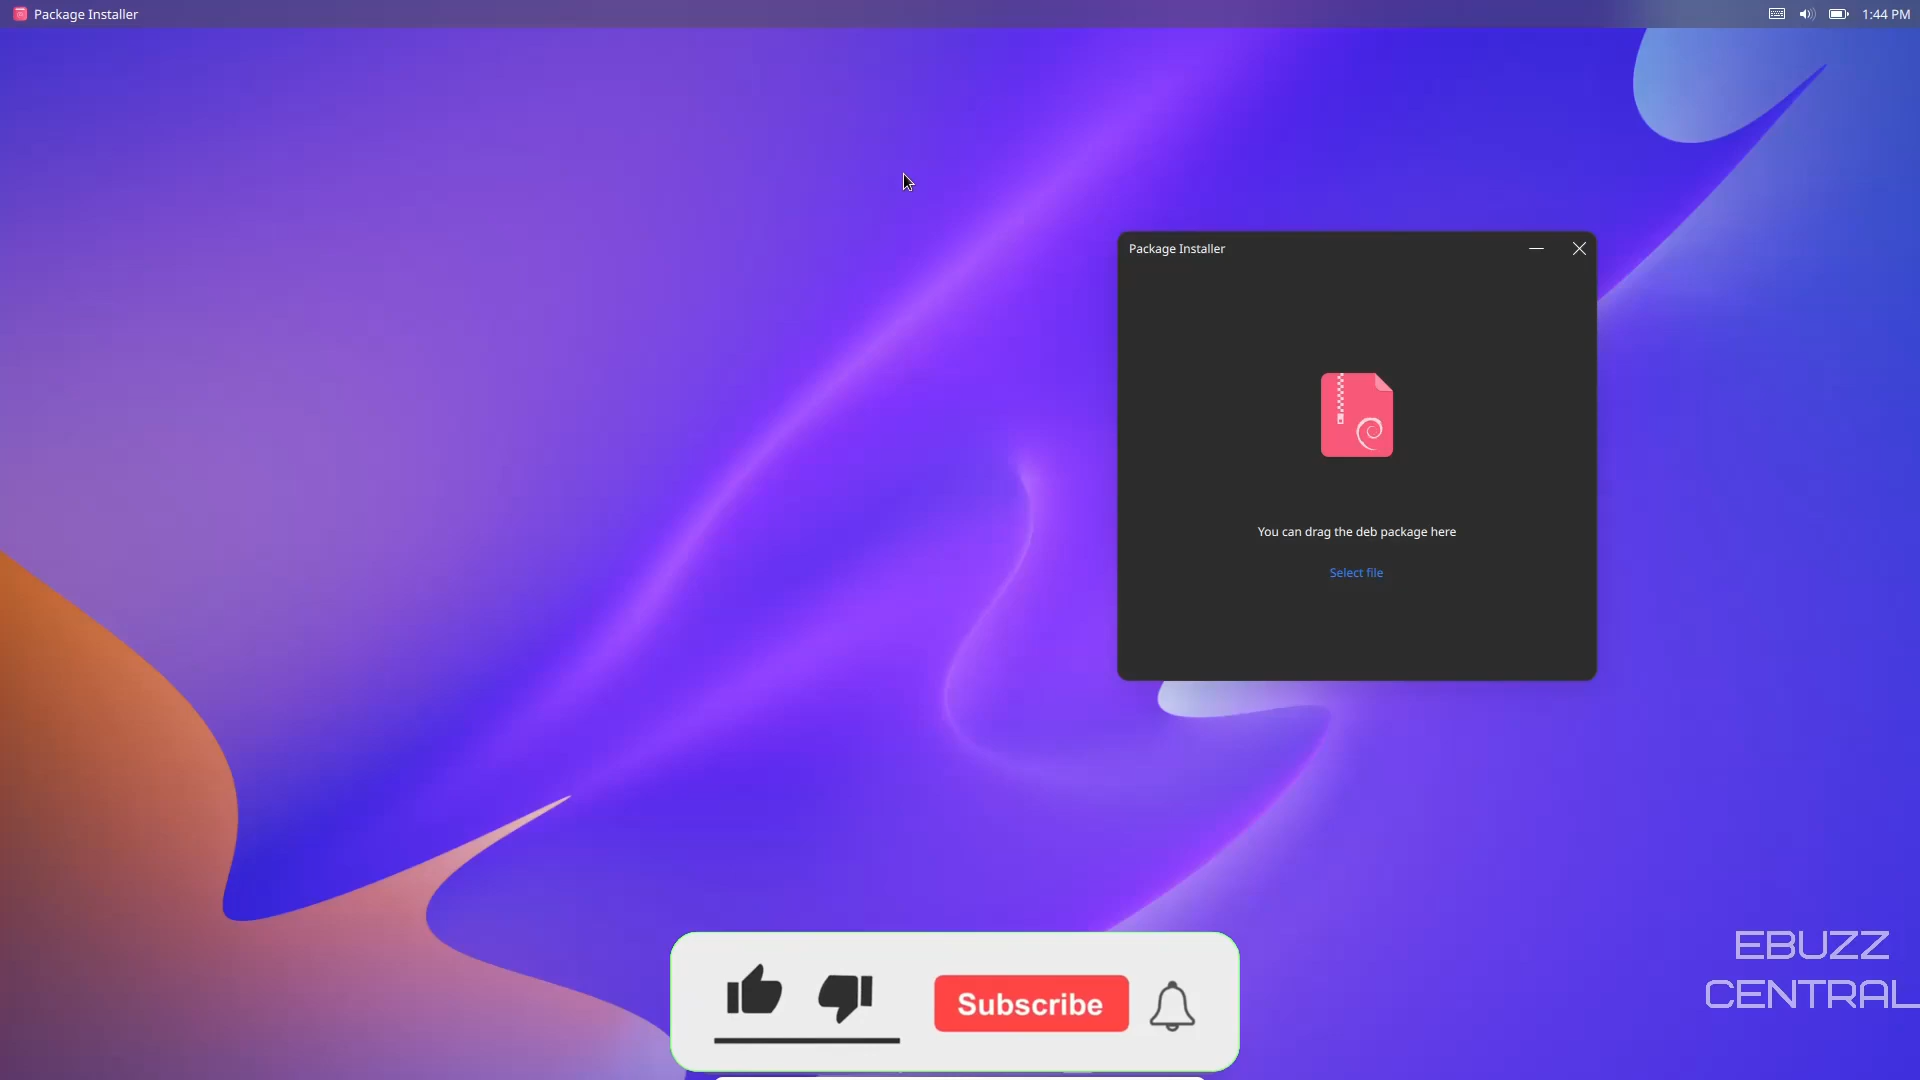 Package Installer
1:44 PM
Package Installer
You can drag the deb package here
Select file
Subscribe
EBUZZ
CENTRAL